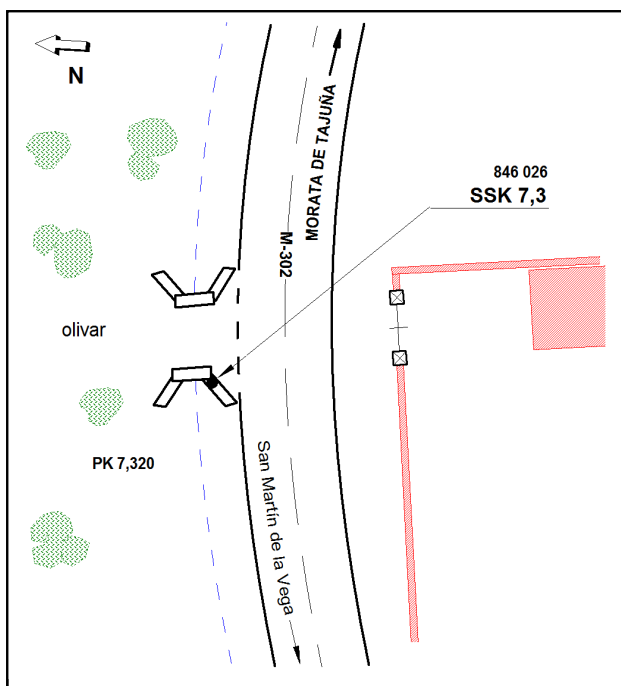 N
MORATA DE TAJUÑA
846 026
SSK 7,3
M-302
olivar
PK 7,320
San Martín de la Vega